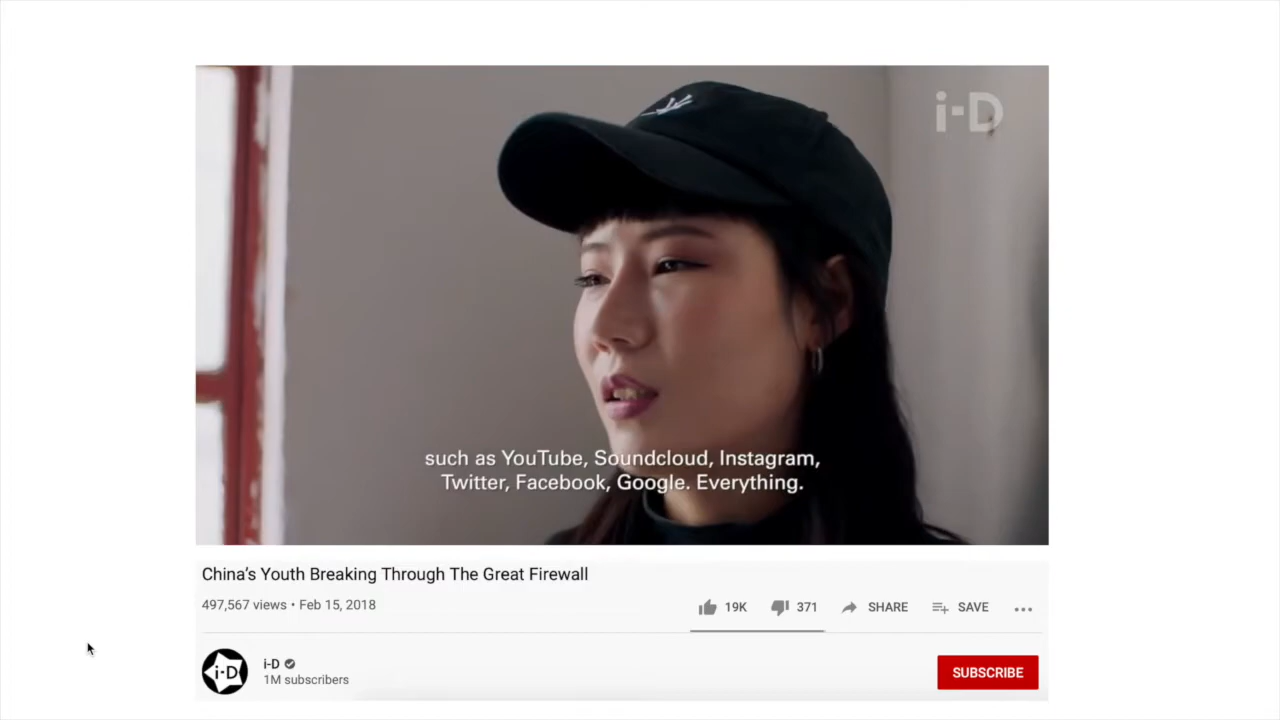 i-D
such as YouTube, Soundcloud, Instagram,
Twitter, Facebook, Google. Everything.
China's Youth Breaking Through The Great Firewall
497,567 views • Feb 15, 2018
19K
371
SHARE
SAVE
i-D
i-D
1M subscribers
SUBSCRIBE